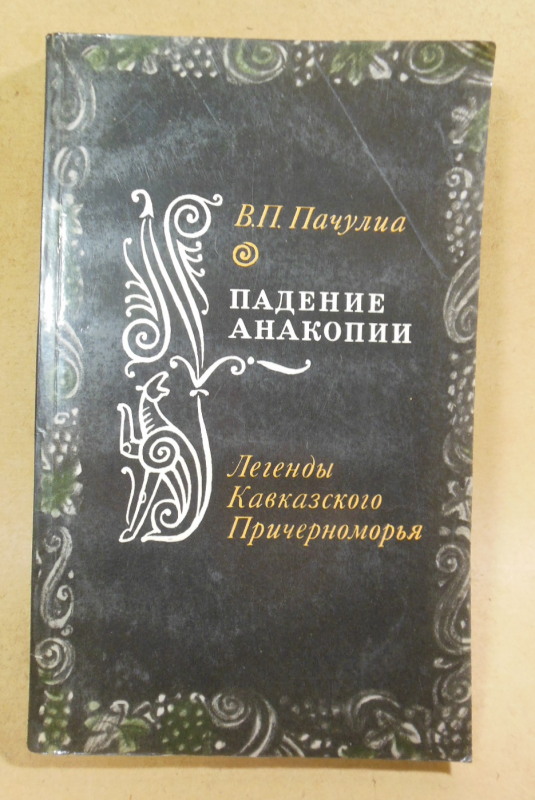 В.П. Пачулиа
ПАДЕНИЕ
АНАКОПИИ
Легенды
Кавказского
Причерноморья